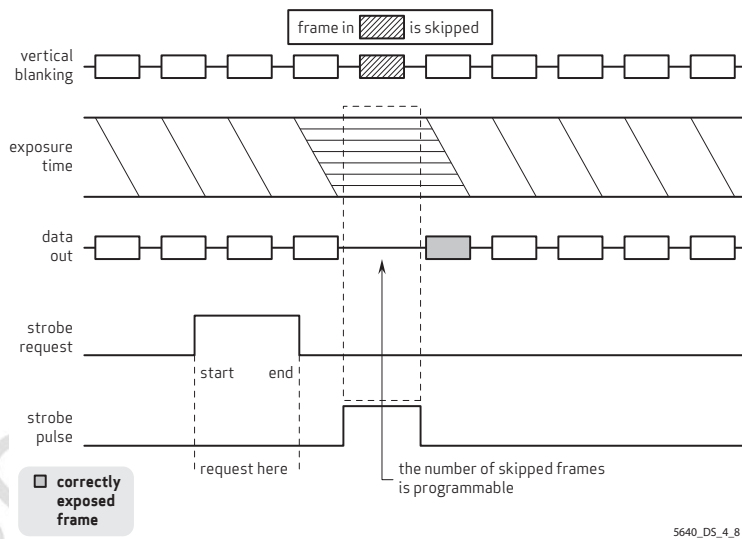 frame in is skipped
vertical
blanking
exposure
time
data
out
strobe
request
start end
strobe
pulse
request here
the number of skipped frames
is programmable
correctly
exposed
frame
5640_DS_4_8